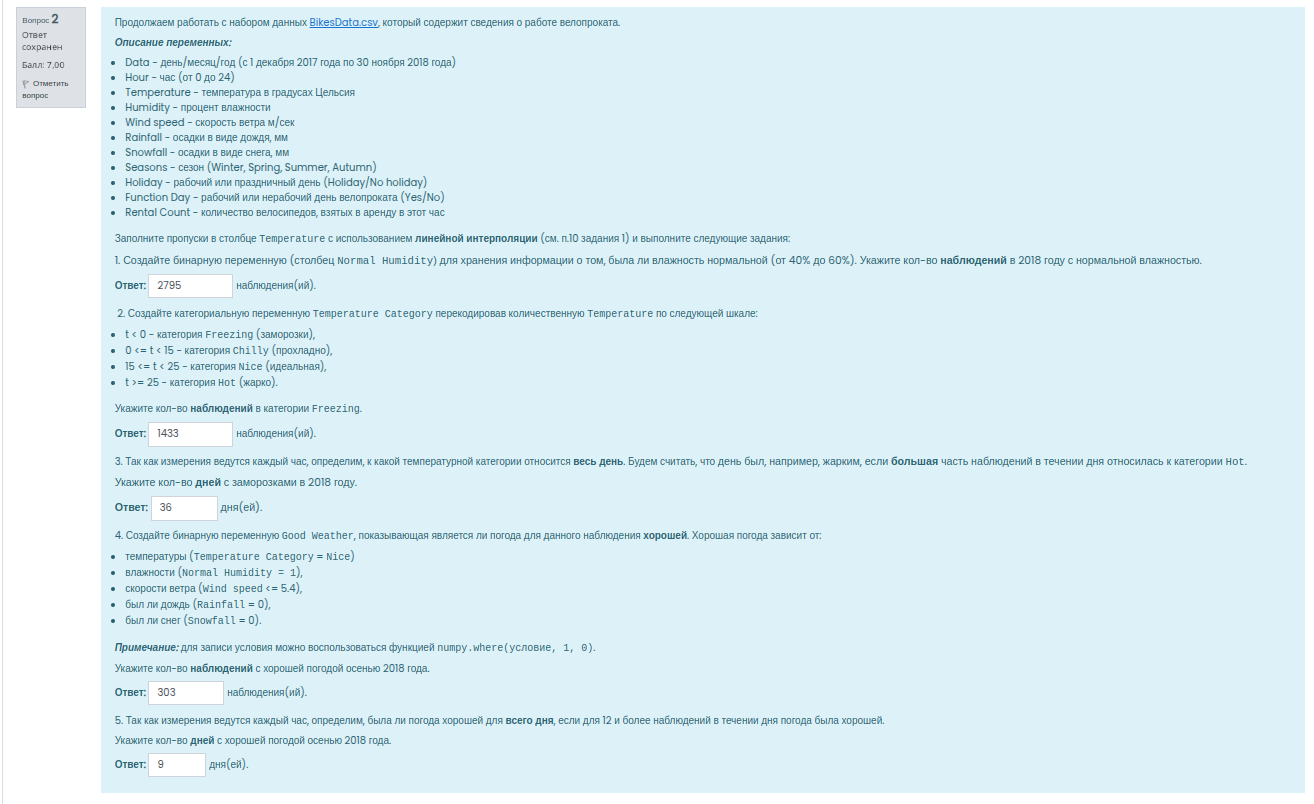 Вопрос 2
Ответ
сохранен
Балл: 7,00
Отметить
вопрос
Продолжаем работать с набором данных BikesData.csv, который содержит сведения о работе велопроката.
Описание переменных:
Data – день/месяц/год (с 1 декабря 2017 года по 30 ноября 2018 года)
Hour – час (от 0 до 24)
Temperature – температура в градусах Цельсия
Humidity – процент влажности
Wind speed – скорость ветра м/сек
Rainfall – осадки в виде дождя, мм
Snowfall – осадки в виде снега, мм
Seasons – сезон (Winter, Spring, Summer, Autumn)
Holiday – рабочий или праздничный день (Holiday/No holiday)
Function Day – рабочий или нерабочий день велопроката (Yes/No)
Rental Count – количество велосипедов, взятых в аренду в этот час
Заполните пропуски в столбце Temperature с использованием линейной интерполяции (см. п.10 задания 1) и выполните следующие задания:
1. Создайте бинарную переменную (столбец Normal Humidity) для хранения информации о том, была ли влажность нормальной (от 40% до 60%). Укажите кол-во наблюдений в 2018 году с нормальной влажностью.
Ответ: 2795 наблюдения(ий).
2. Создайте категориальную переменную Temperature Category перекодировав количественную Temperature по следующей шкале:
t < 0 – категория Freezing (заморозки),
0 <= t < 15 – категория Chilly (прохладно),
15 <= t < 25 – категория Nice (идеальная),
t >= 25 – категория Hot (жарко).
Укажите кол-во наблюдений в категории Freezing.
Ответ: 1433 наблюдения(ий).
3. Так как измерения ведутся каждый час, определим, к какой температурной категории относится весь день. Будем считать, что день был, например, жарким, если большая часть наблюдений в течении дня относилась к категории Hot.
Укажите кол-во дней с заморозками в 2018 году.
Ответ: 36 дня(ей).
4. Создайте бинарную переменную Good Weather, показывающая является ли погода для данного наблюдения хорошей. Хорошая погода зависит от:
температуры (Temperature Category = Nice)
влажности (Normal Humidity = 1),
скорости ветра (Wind speed <= 5.4),
был ли дождь (Rainfall = 0),
был ли снег (Snowfall = 0).
Примечание: для записи условия можно воспользоваться функцией numpy.where(условие, 1, 0).
Укажите кол-во наблюдений с хорошей погодой осенью 2018 года.
Ответ: 303 наблюдения(ий).
5. Так как измерения ведутся каждый час, определим, была ли погода хорошей для всего дня, если для 12 и более наблюдений в течении дня погода была хорошей.
Укажите кол-во дней с хорошей погодой осенью 2018 года.
Ответ: 9 дня(ей).